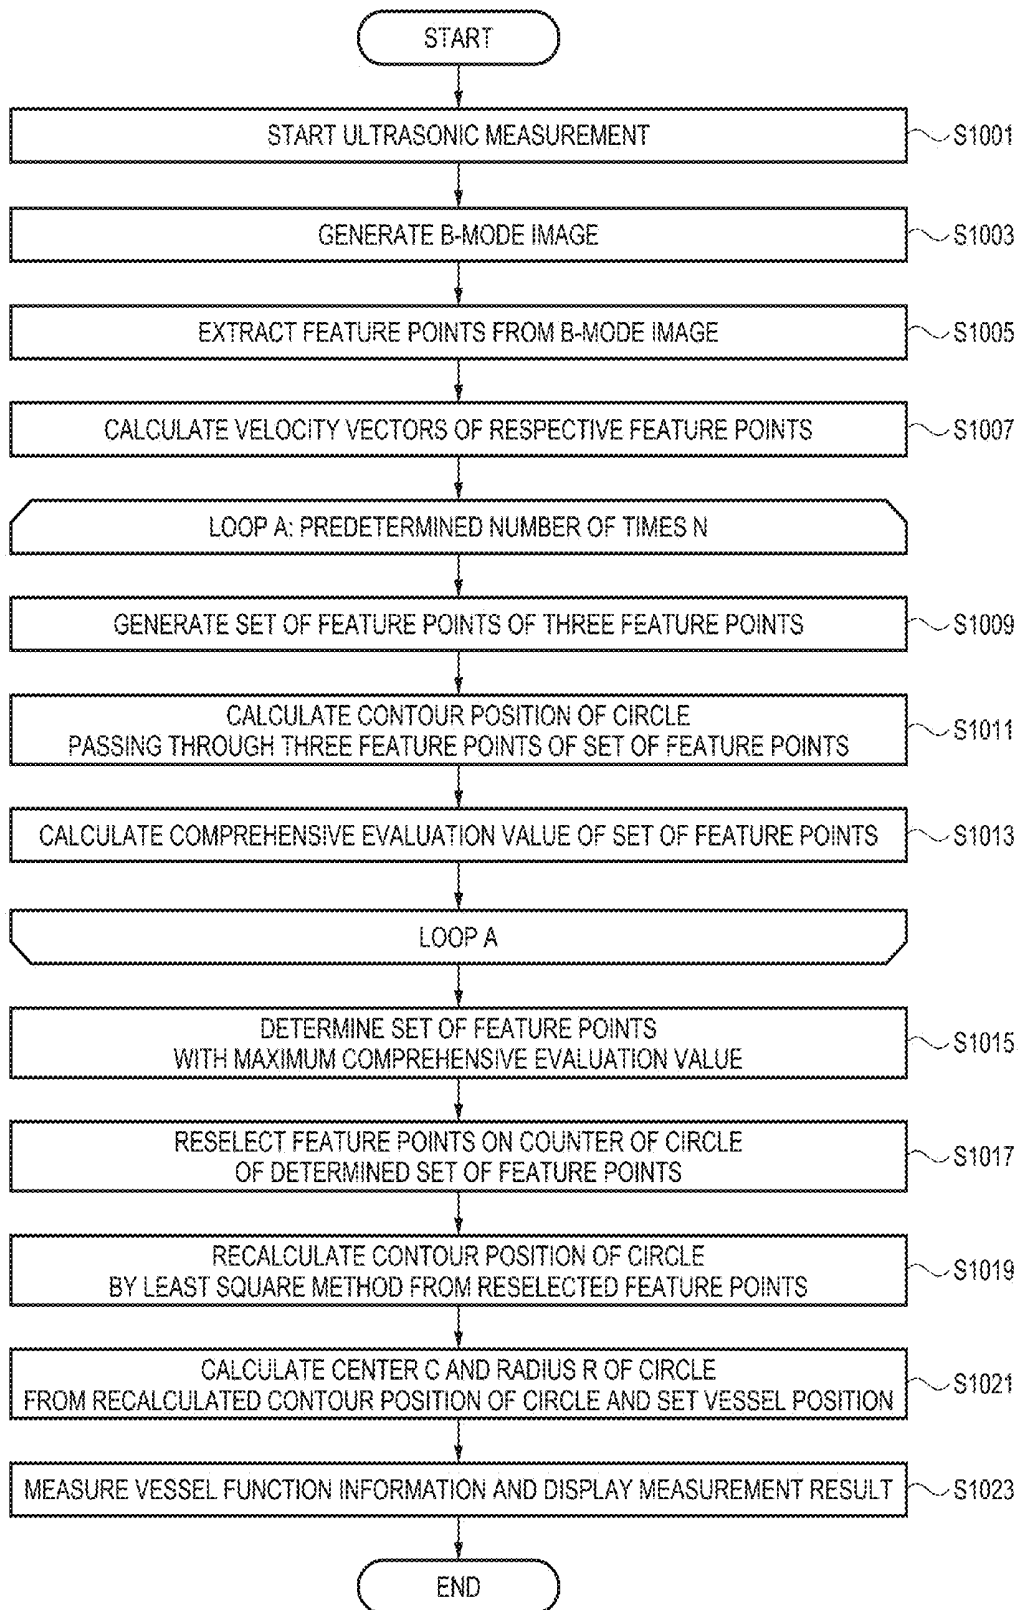 START
START ULTRASONIC MEASUREMENT
S1001
GENERATE B-MODE IMAGE
S1003
EXTRACT FEATURE POINTS FROM B-MODE IMAGE
S1005
CALCULATE VELOCITY VECTORS OF RESPECTIVE FEATURE POINTS
S1007
LOOP A: PREDETERMINED NUMBER OF TIMES N
GENERATE SET OF FEATURE POINTS OF THREE FEATURE POINTS
S1009
CALCULATE CONTOUR POSITION OF CIRCLE
PASSING THROUGH THREE FEATURE POINTS OF SET OF FEATURE POINTS
S1011
CALCULATE COMPREHENSIVE EVALUATION VALUE OF SET OF FEATURE POINTS
S1013
LOOP A
DETERMINE SET OF FEATURE POINTS
WITH MAXIMUM COMPREHENSIVE EVALUATION VALUE
S1015
RESELECT FEATURE POINTS ON COUNTER OF CIRCLE
OF DETERMINED SET OF FEATURE POINTS
S1017
RECALCULATE CONTOUR POSITION OF CIRCLE
BY LEAST SQUARE METHOD FROM RESELECTED FEATURE POINTS
S1019
CALCULATE CENTER C AND RADIUS R OF CIRCLE
FROM RECALCULATED CONTOUR POSITION OF CIRCLE AND SET VESSEL POSITION
S1021
MEASURE VESSEL FUNCTION INFORMATION AND DISPLAY MEASUREMENT RESULT
S1023
END